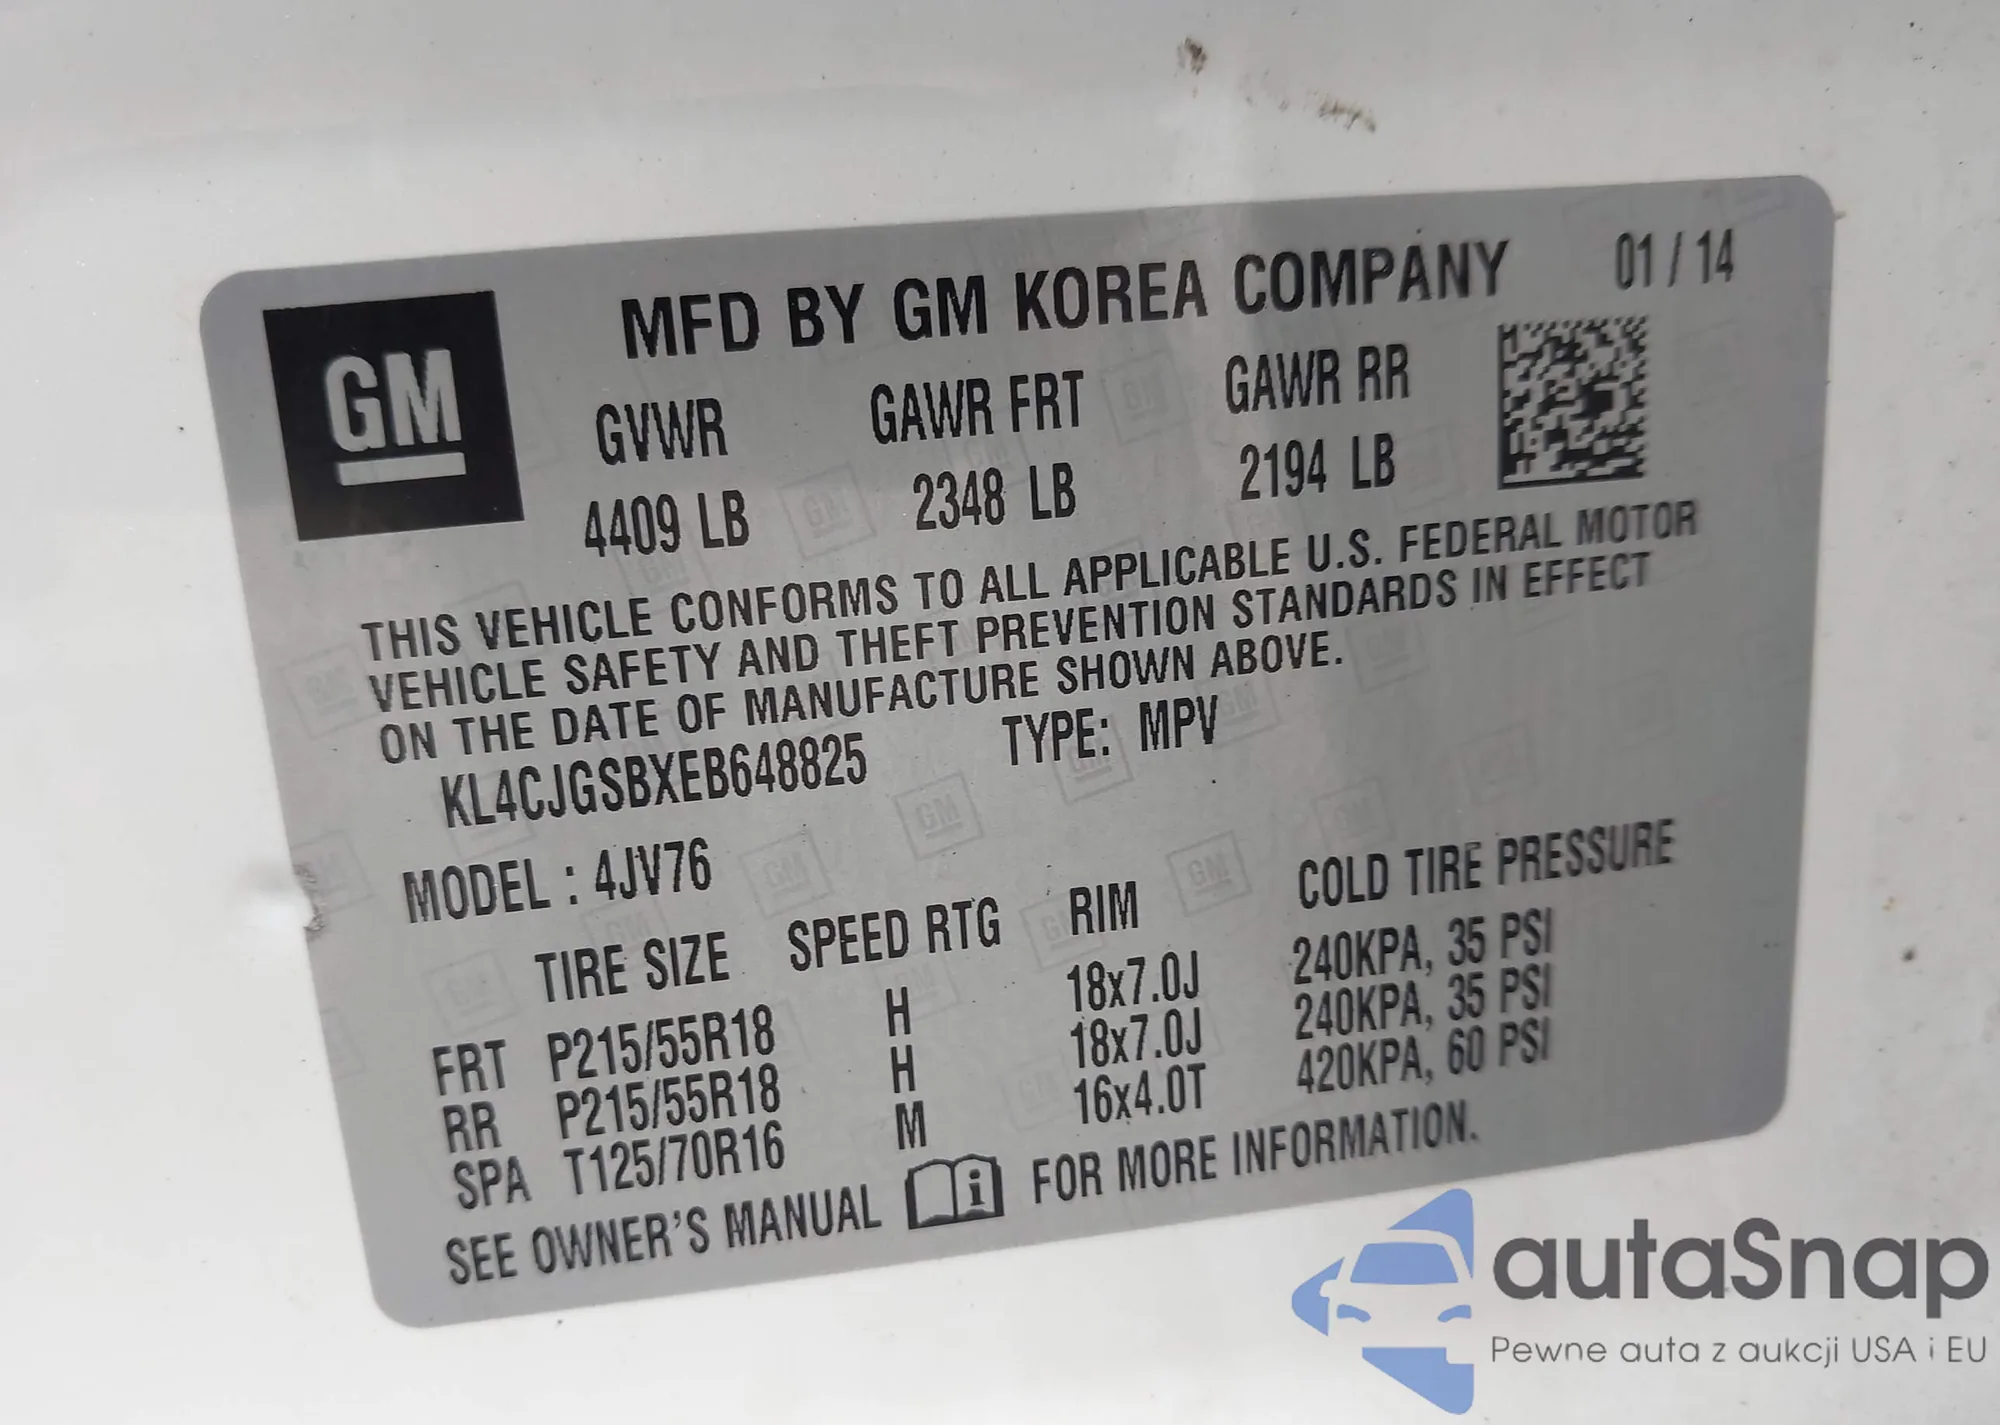 GM
MFD BY GM KOREA COMPANY 01 / 14
GVWR GAWR FRT GAWR RR
4409 LB 2348 LB 2194 LB
THIS VEHICLE CONFORMS TO ALL APPLICABLE U.S. FEDERAL MOTOR
VEHICLE SAFETY AND THEFT PREVENTION STANDARDS IN EFFECT
ON THE DATE OF MANUFACTURE SHOWN ABOVE.
KL4CJGSBXEB648825 TYPE: MPV
MODEL : 4JV76
TIRE SIZE SPEED RTG RIM COLD TIRE PRESSURE
FRT P215/55R18 H 18x7.0J 240KPA, 35 PSI
RR P215/55R18 H 18x7.0J 240KPA, 35 PSI
SPA T125/70R16 M 16x4.0T 420KPA, 60 PSI
SEE OWNER'S MANUAL i FOR MORE INFORMATION.
autaSnap
Pewne auta z aukcji USA i EU